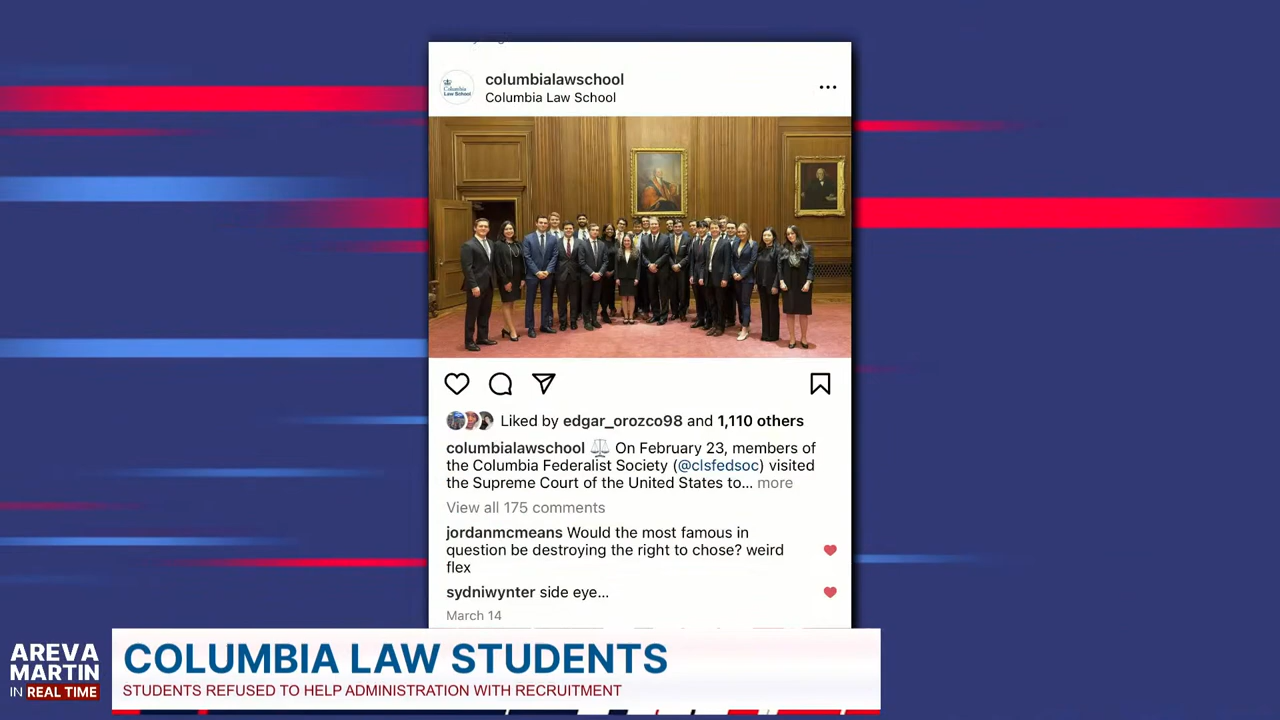 columbialawschool
Columbia Law School
Columbia
Law School
Liked by edgar_orozco98 and 1,110 others
columbialawschool ⚖️ On February 23, members of
the Columbia Federalist Society (@clsfedsoc) visited
the Supreme Court of the United States to... more
View all 175 comments
jordanmcmeans Would the most famous in
question be destroying the right to chose? weird
flex
sydniwynter side eye...
March 14
AREVA
MARTIN
IN REAL TIME
COLUMBIA LAW STUDENTS
STUDENTS REFUSED TO HELP ADMINISTRATION WITH RECRUITMENT